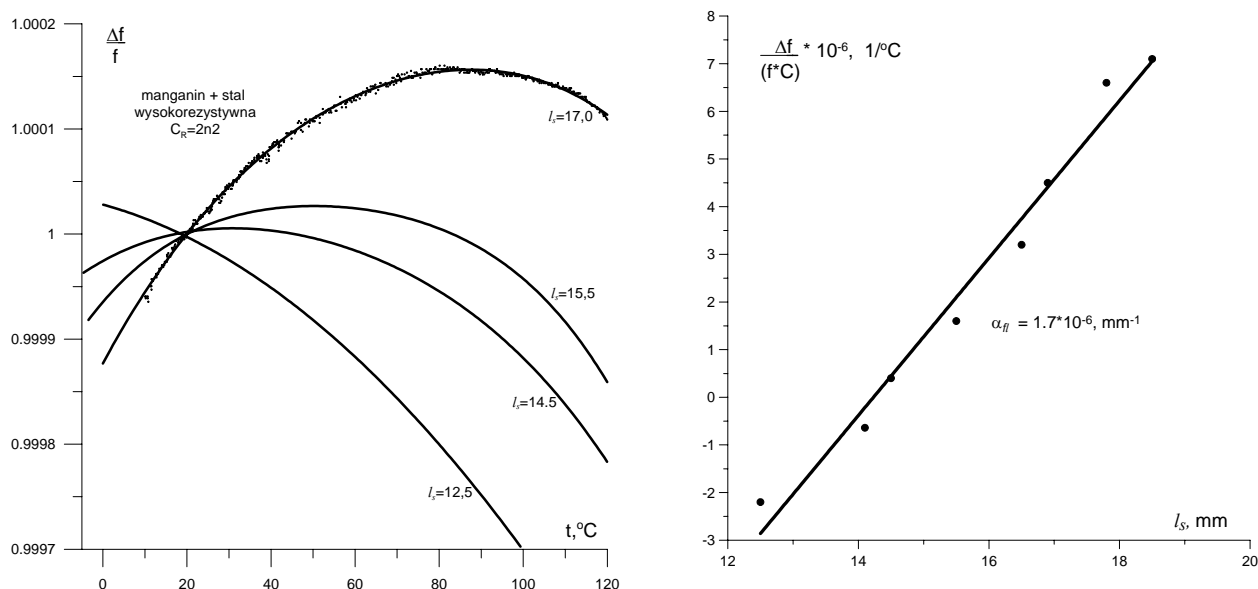 1.0002
1.0001
1
0.9999
0.9998
0.9997
Δf
f
manganin + stal
wysokorezystywna
C_R=2n2
l_s=17,0
l_s=15,5
l_s=14.5
l_s=12,5
t,°C
0 20 40 60 80 100 120
8
7
6
5
4
3
2
1
0
-1
-2
-3
Δf * 10⁻⁶, 1/°C
(f*C)
α_fl = 1.7*10⁻⁶, mm⁻¹
l_s, mm
12 14 16 18 20